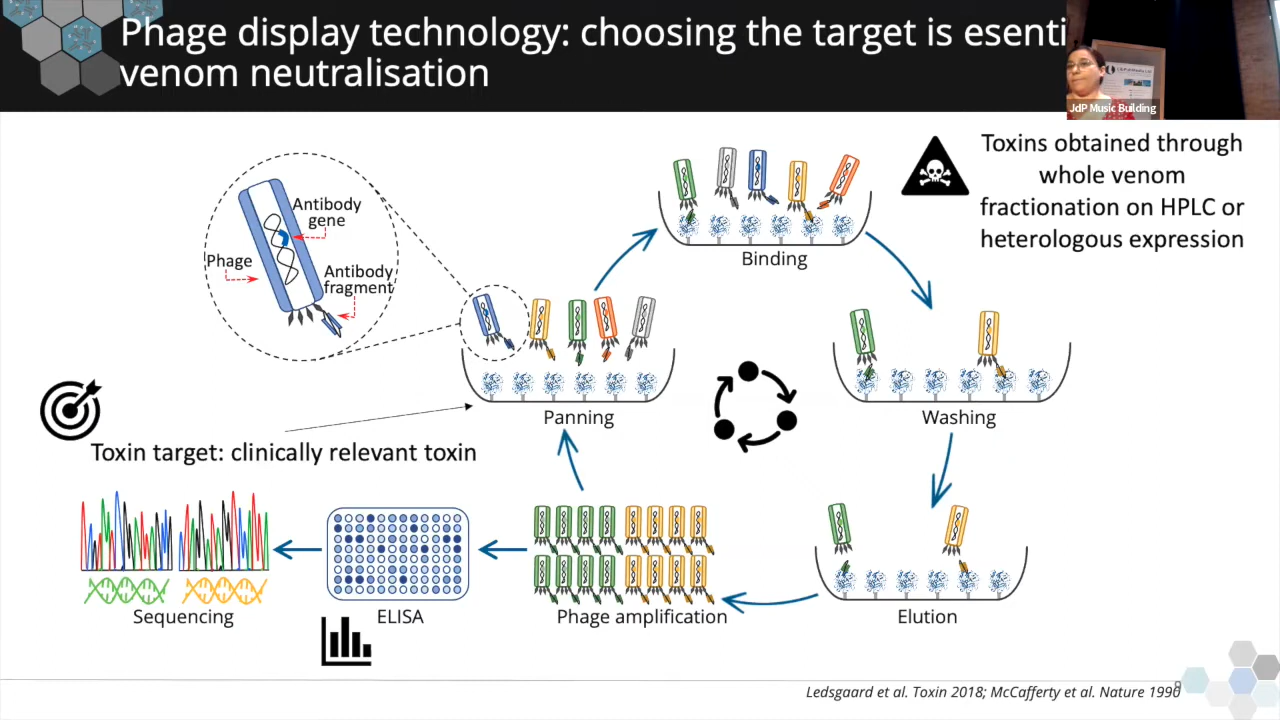 Phage display technology: choosing the target is esenti
venom neutralisation
JdP Music Building
Toxins obtained through
whole venom
fractionation on HPLC or
heterologous expression
Antibody
gene
Phage
Antibody
fragment
Binding
Panning
Washing
Toxin target: clinically relevant toxin
Sequencing
ELISA
Phage amplification
Elution
Ledsgaard et al. Toxin 2018; McCafferty et al. Nature 1990